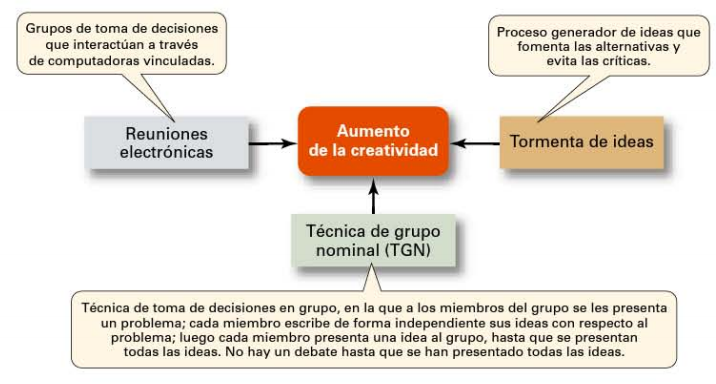 Grupos de toma de decisiones
que interactúan a través
de computadoras vinculadas.
Proceso generador de ideas que
fomenta las alternativas y
evita las críticas.
Reuniones
electrónicas
Aumento
de la creatividad
Tormenta de ideas
Técnica de grupo
nominal (TGN)
Técnica de toma de decisiones en grupo, en la que a los miembros del grupo se les presenta
un problema; cada miembro escribe de forma independiente sus ideas con respecto al
problema; luego cada miembro presenta una idea al grupo, hasta que se presentan
todas las ideas. No hay un debate hasta que se han presentado todas las ideas.